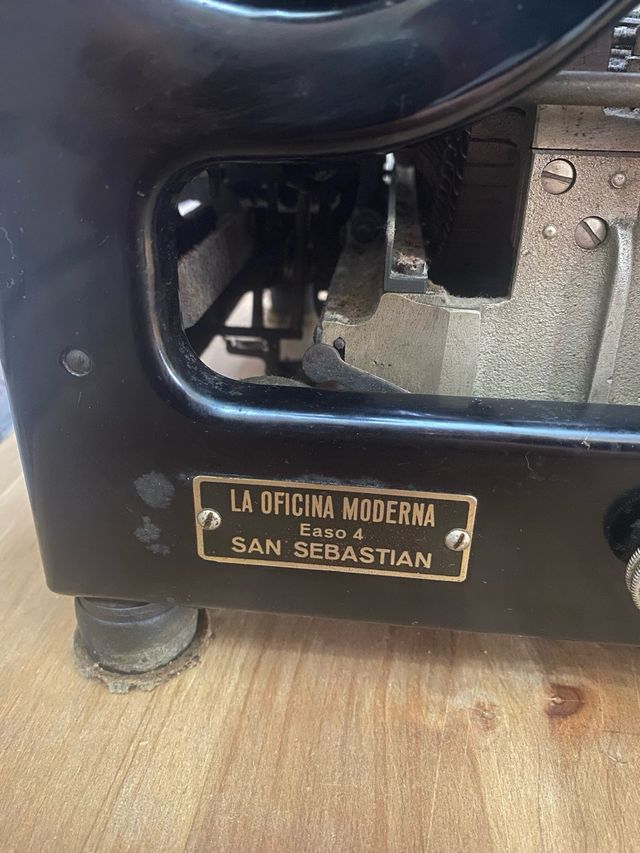 LA OFICINA MODERNA
Easo 4
SAN SEBASTIAN